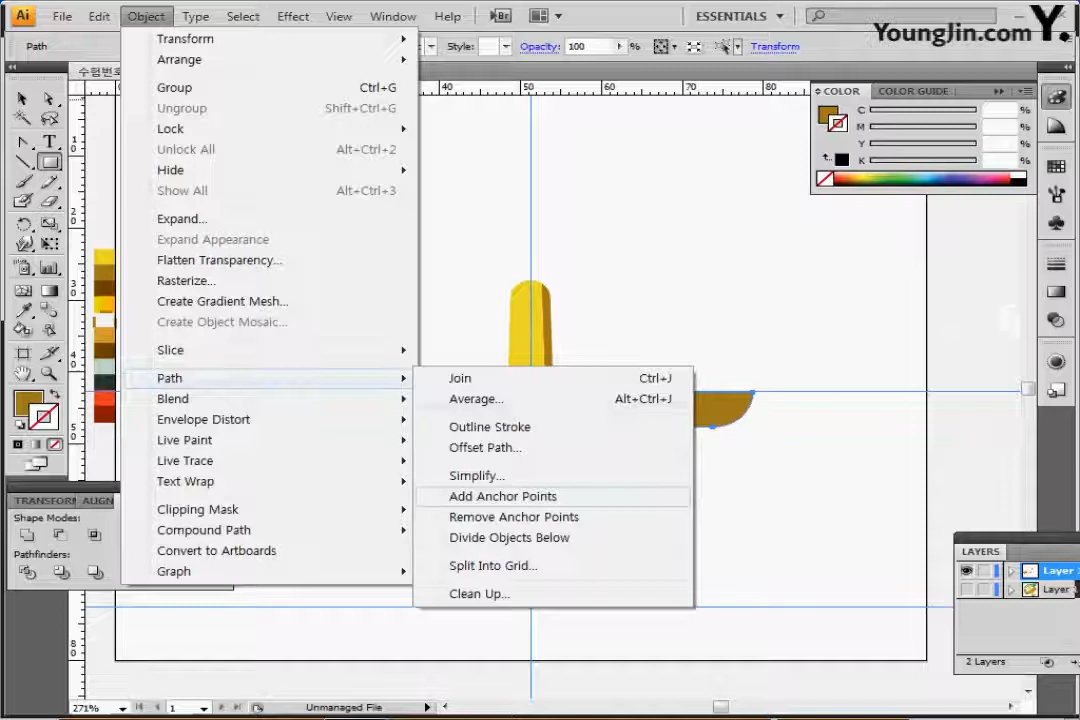 Ai File Edit Object Type Select Effect View Window Help Br ESSENTIALS
YoungJin.com Y.
Path Style: Opacity: 100 % Transform
수험번호
40 50 60 70 80
Transform
Arrange
Group Ctrl+G
Ungroup Shift+Ctrl+G
Lock
Unlock All Alt+Ctrl+2
Hide
Show All Alt+Ctrl+3
Expand...
Expand Appearance
Flatten Transparency...
Rasterize...
Create Gradient Mesh...
Create Object Mosaic...
Slice
Path
Blend
Envelope Distort
Live Paint
Live Trace
Text Wrap
Clipping Mask
Compound Path
Convert to Artboards
Graph
Join Ctrl+J
Average... Alt+Ctrl+J
Outline Stroke
Offset Path...
Simplify...
Add Anchor Points
Remove Anchor Points
Divide Objects Below
Split Into Grid...
Clean Up...
COLOR COLOR GUIDE
C %
M %
Y %
K %
TRANSFORM ALIGN
Shape Modes:
Pathfinders:
LAYERS
Layer
Layer
2 Layers
271% 1 Unmanaged File